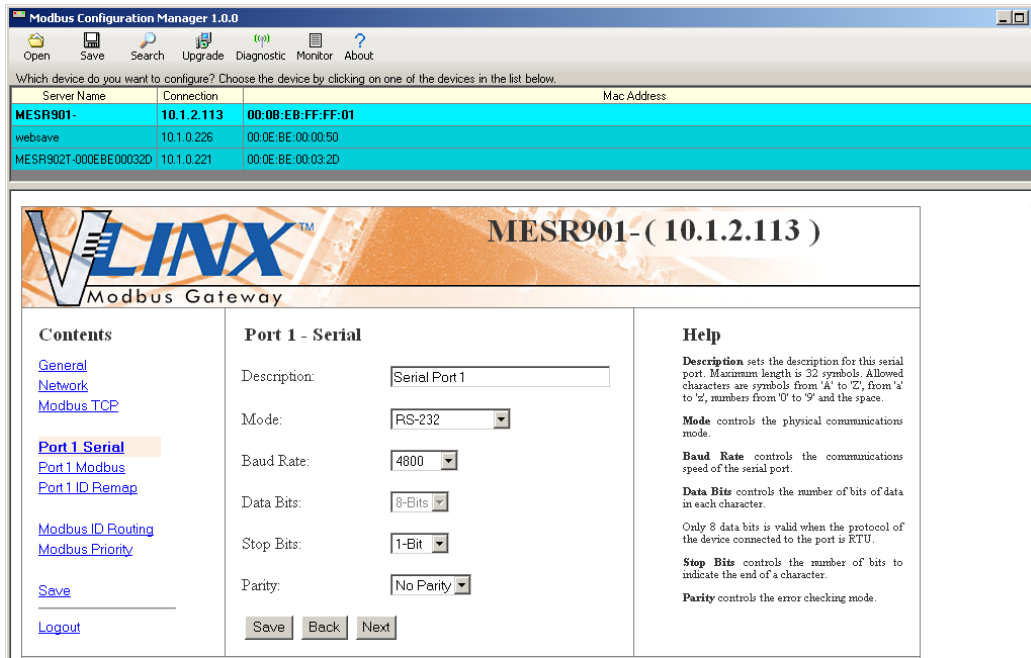 Modbus Configuration Manager 1.0.0
Open Save Search Upgrade Diagnostic Monitor About
Which device do you want to configure? Choose the device by clicking on one of the devices in the list below.
Server Name Connection Mac Address
MESR901- 10.1.2.113 00:0B:EB:FF:FF:01
websave 10.1.0.226 00:0E:BE:00:00:50
MESR902T-000EBE00032D 10.1.0.221 00:0E:BE:00:03:2D
VLINX™
Modbus Gateway
MESR901- ( 10.1.2.113 )
Contents
General
Network
Modbus TCP
Port 1 Serial
Port 1 Modbus
Port 1 ID Remap
Modbus ID Routing
Modbus Priority
Save
Logout
Port 1 - Serial
Description: Serial Port 1
Mode: RS-232
Baud Rate: 4800
Data Bits: 8-Bits
Stop Bits: 1-Bit
Parity: No Parity
Save Back Next
Help
Description sets the description for this serial
port. Maximum length is 32 symbols. Allowed
characters are symbols from 'A' to 'Z', from 'a'
to 'z', numbers from '0' to '9' and the space.
Mode controls the physical communications
mode.
Baud Rate controls the communications
speed of the serial port.
Data Bits controls the number of bits of data
in each character.
Only 8 data bits is valid when the protocol of
the device connected to the port is RTU.
Stop Bits controls the number of bits to
indicate the end of a character.
Parity controls the error checking mode.